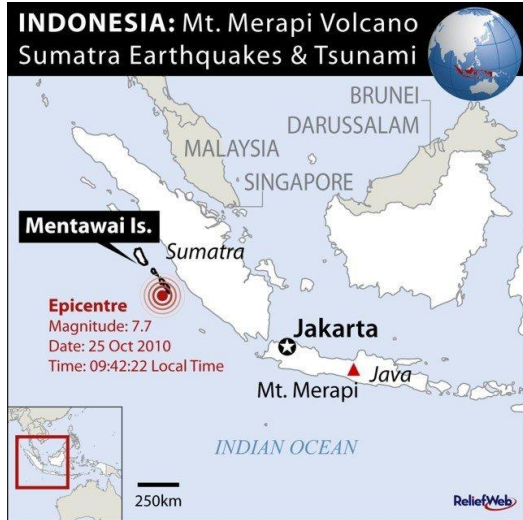 INDONESIA: Mt. Merapi Volcano
Sumatra Earthquakes & Tsunami
BRUNEI
DARUSSALAM
MALAYSIA
SINGAPORE
Mentawai Is.
Sumatra
Epicentre
Magnitude: 7.7
Date: 25 Oct 2010
Time: 09:42:22 Local Time
Jakarta
Java
Mt. Merapi
INDIAN OCEAN
250km
ReliefWeb